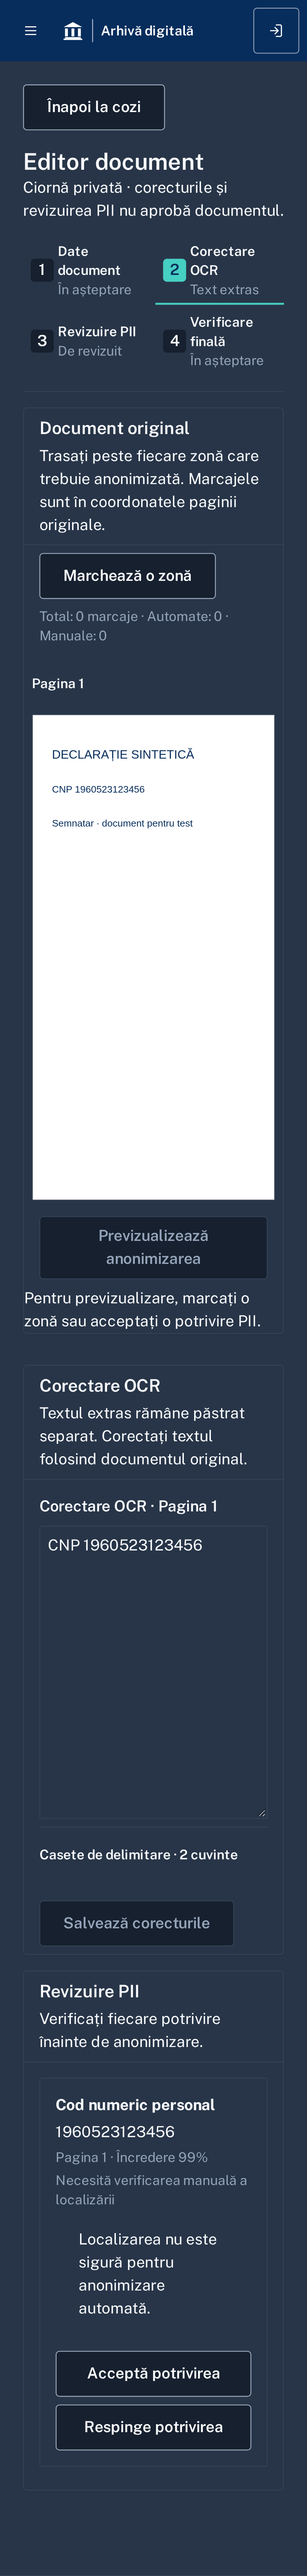 Arhivă digitală
Înapoi la cozi
Editor document
Ciornă privată · corecturile și
revizuirea PII nu aprobă documentul.
1
Date
document
În așteptare
2
Corectare
OCR
Text extras
3
Revizuire PII
De revizuit
4
Verificare
finală
În așteptare
Document original
Trasați peste fiecare zonă care
trebuie anonimizată. Marcajele
sunt în coordonatele paginii
originale.
Marchează o zonă
Total: 0 marcaje · Automate: 0 ·
Manuale: 0
Pagina 1
DECLARAȚIE SINTETICĂ
CNP 1960523123456
Semnatar · document pentru test
Previzualizează
anonimizarea
Pentru previzualizare, marcați o
zonă sau acceptați o potrivire PII.
Corectare OCR
Textul extras rămâne păstrat
separat. Corectați textul
folosind documentul original.
Corectare OCR · Pagina 1
CNP 1960523123456
Casete de delimitare · 2 cuvinte
Salvează corecturile
Revizuire PII
Verificați fiecare potrivire
înainte de anonimizare.
Cod numeric personal
1960523123456
Pagina 1 · Încredere 99%
Necesită verificarea manuală a
localizării
Localizarea nu este
sigură pentru
anonimizare
automată.
Acceptă potrivirea
Respinge potrivirea